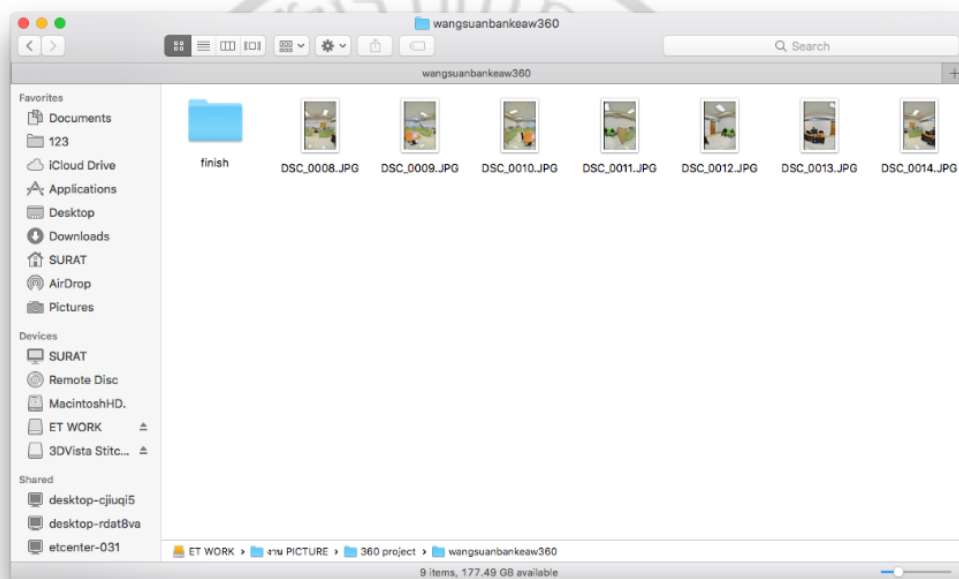 wangsuanbankeaw360
Search
wangsuanbankeaw360
Favorites
Documents
123
iCloud Drive
Applications
Desktop
Downloads
SURAT
AirDrop
Pictures
Devices
SURAT
Remote Disc
MacintoshHD.
ET WORK
3DVista Stitc...
Shared
desktop-cjiuqi5
desktop-rdat8va
etcenter-031
finish
DSC_0008.JPG DSC_0009.JPG DSC_0010.JPG DSC_0011.JPG DSC_0012.JPG DSC_0013.JPG DSC_0014.JPG
ET WORK › งาน PICTURE › 360 project › wangsuanbankeaw360
9 items, 177.49 GB available